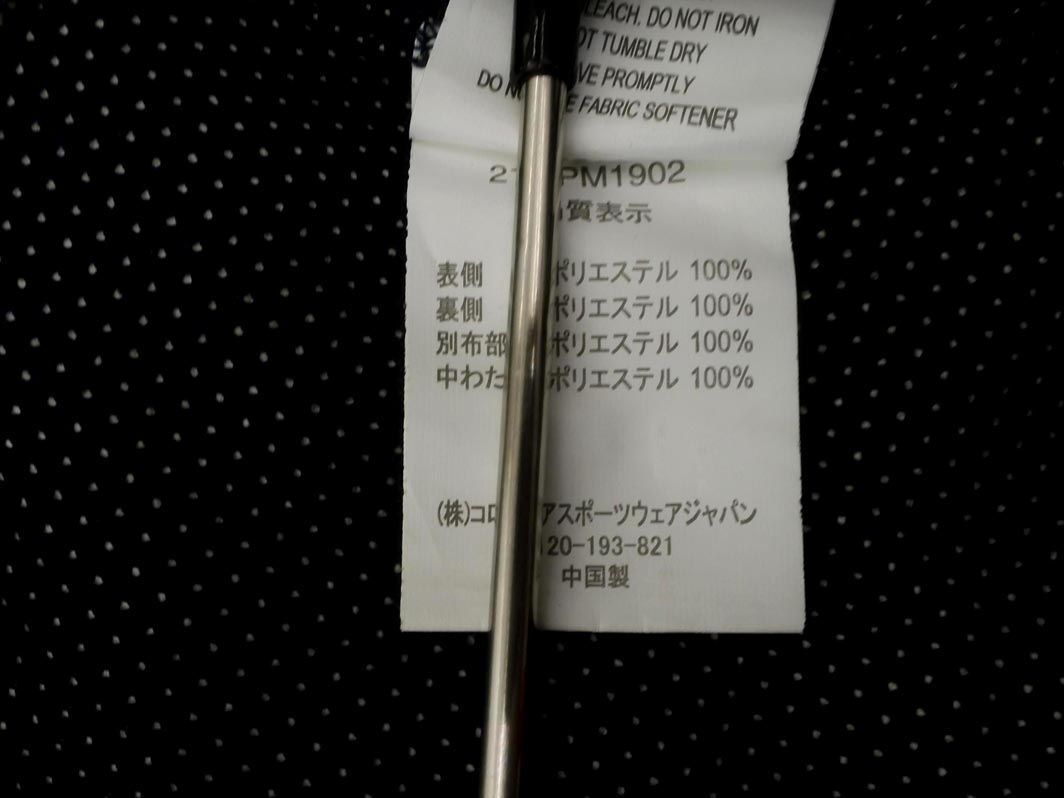 LEACH. DO NOT IRON
OT TUMBLE DRY
DO N VE PROMPTLY
E FABRIC SOFTENER
2 PM1902
質表示
表側 ポリエステル 100%
裏側 ポリエステル 100%
別布部 ポリエステル 100%
中わた ポリエステル 100%
(株)コロ アスポーツウェアジャパン
120-193-821
中国製